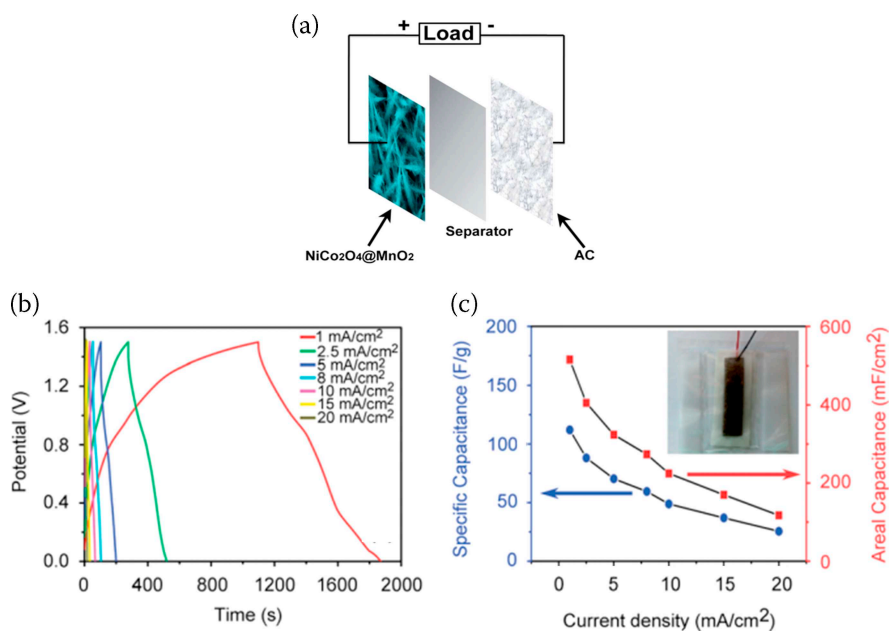 (a)
+ Load -
Separator
NiCo₂O₄@MnO₂
AC
(b)
1.6
1.2
0.8
0.4
0.0
Potential (V)
1 mA/cm²
2.5 mA/cm²
5 mA/cm²
8 mA/cm²
10 mA/cm²
15 mA/cm²
20 mA/cm²
0 400 800 1200 1600 2000
Time (s)
(c)
200
150
100
50
0
Specific Capacitance (F/g)
600
400
200
0
Areal Capacitance (mF/cm²)
0 5 10 15 20
Current density (mA/cm²)